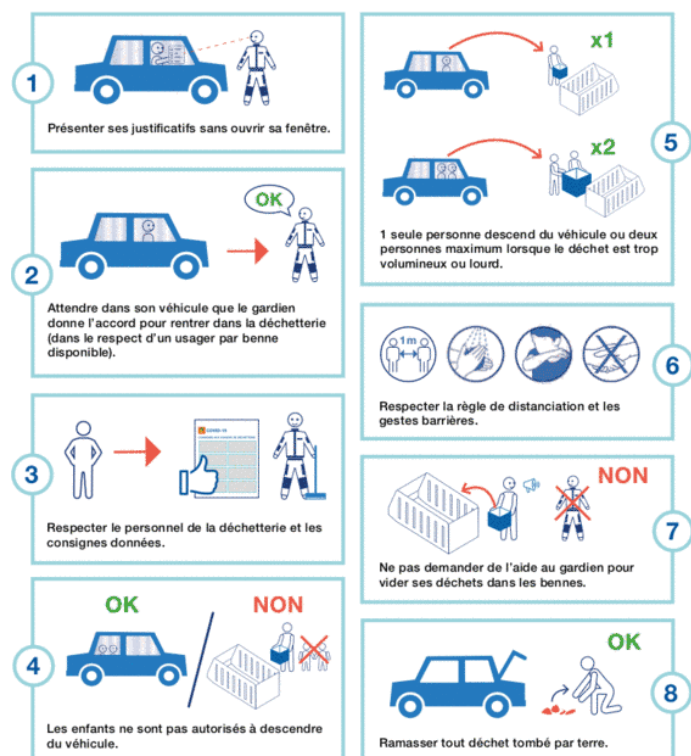 1
Présenter ses justificatifs sans ouvrir sa fenêtre.
OK
2
Attendre dans son véhicule que le gardien
donne l'accord pour rentrer dans la déchetterie
(dans le respect d'un usager par benne
disponible).
COVID-19
3
Respecter le personnel de la déchetterie et les
consignes données.
OK
NON
4
Les enfants ne sont pas autorisés à descendre
du véhicule.
x1
x2
5
1 seule personne descend du véhicule ou deux
personnes maximum lorsque le déchet est trop
volumineux ou lourd.
1m
6
Respecter la règle de distanciation et les
gestes barrières.
NON
7
Ne pas demander de l'aide au gardien pour
vider ses déchets dans les bennes.
OK
8
Ramasser tout déchet tombé par terre.